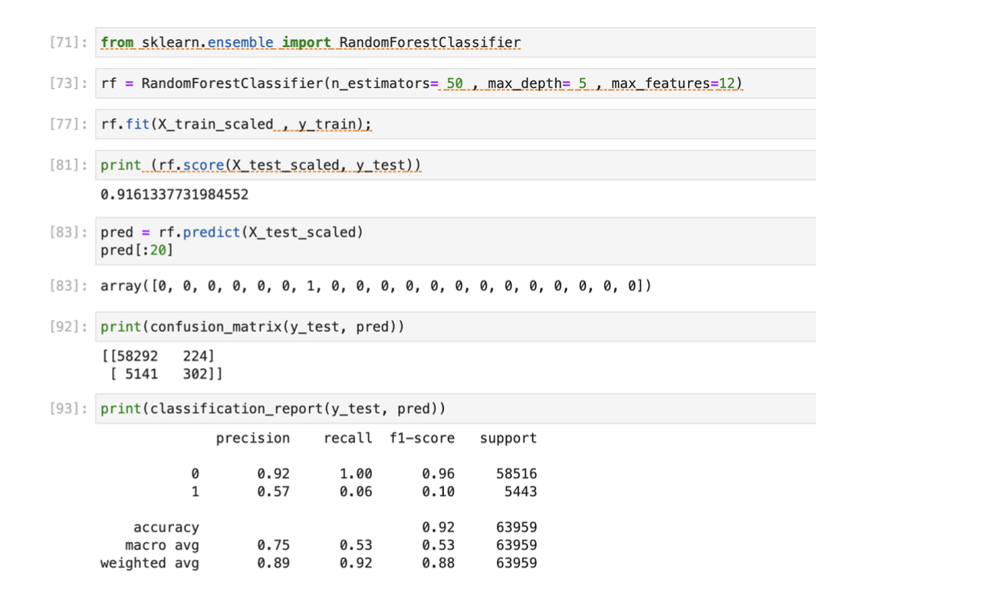 [71]: from sklearn.ensemble import RandomForestClassifier
[73]: rf = RandomForestClassifier(n_estimators= 50 , max_depth= 5 , max_features=12)
[77]: rf.fit(X_train_scaled , y_train);
[81]: print (rf.score(X_test_scaled, y_test))
0.9161337731984552
[83]: pred = rf.predict(X_test_scaled)
pred[:20]
[83]: array([0, 0, 0, 0, 0, 0, 1, 0, 0, 0, 0, 0, 0, 0, 0, 0, 0, 0, 0, 0])
[92]: print(confusion_matrix(y_test, pred))
[[58292   224]
 [ 5141   302]]
[93]: print(classification_report(y_test, pred))
precision    recall  f1-score   support
0       0.92      1.00      0.96     58516
1       0.57      0.06      0.10      5443
accuracy                           0.92     63959
macro avg       0.75      0.53      0.53     63959
weighted avg       0.89      0.92      0.88     63959